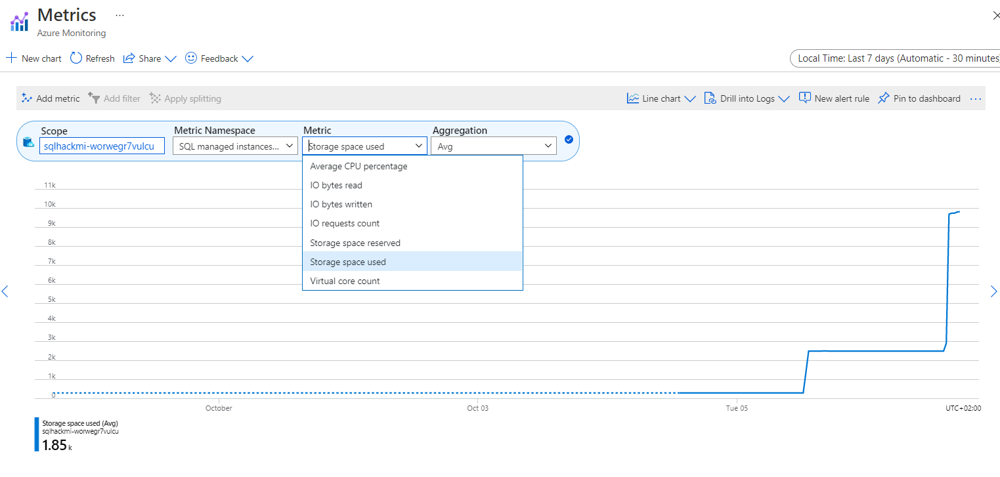 Metrics ...
Azure Monitoring
New chart Refresh Share Feedback
Local Time: Last 7 days (Automatic - 30 minutes)
Add metric Add filter Apply splitting Line chart Drill into Logs New alert rule Pin to dashboard ...
Scope Metric Namespace Metric Aggregation
sqlhackmi-worwegr7vulcu SQL managed instances... Storage space used Avg
Average CPU percentage
IO bytes read
IO bytes written
IO requests count
Storage space reserved
Storage space used
Virtual core count
11k
10k
9k
8k
7k
6k
5k
4k
3k
2k
1k
0
October Oct 03 Tue 05 UTC+02:00
Storage space used (Avg)
sqlhackmi-worwegr7vulcu
1.85 k